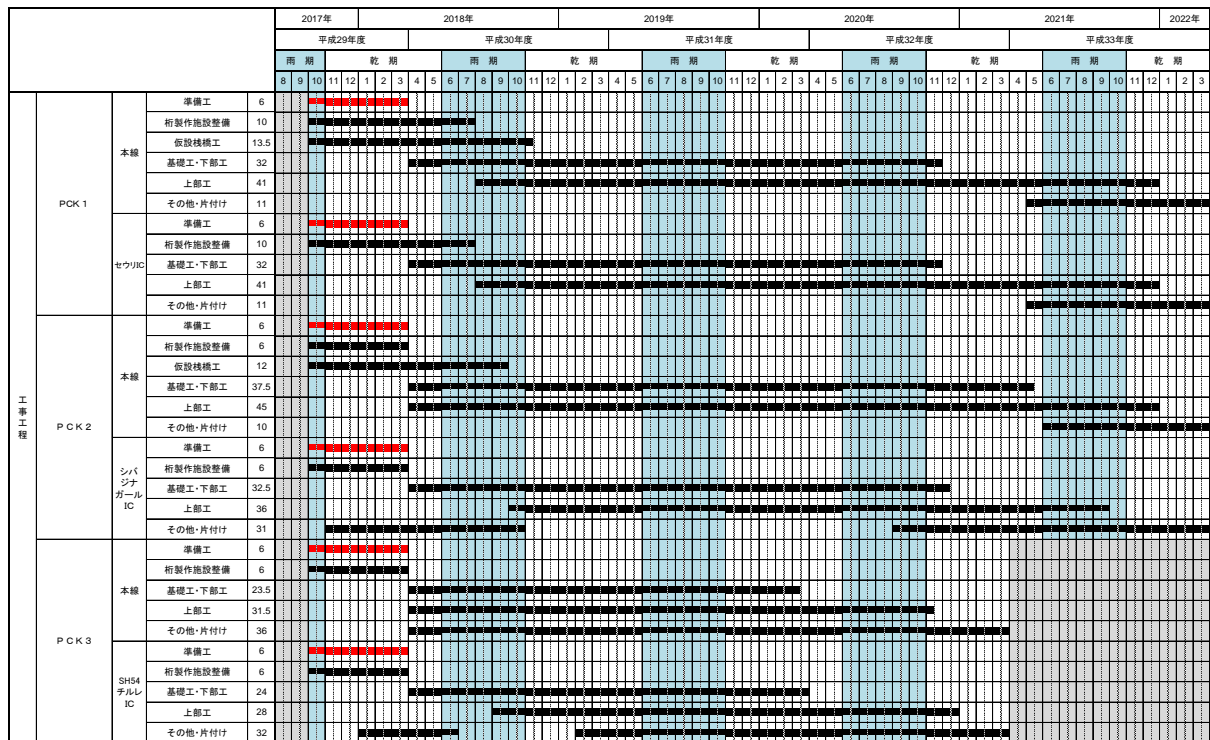 2017年 2018年 2019年 2020年 2021年 2022年
平成29年度 平成30年度 平成31年度 平成32年度 平成33年度
雨 期 乾 期 雨 期 乾 期 雨 期 乾 期 雨 期 乾 期 雨 期 乾 期
8 9 10 11 12 1 2 3 4 5 6 7 8 9 10 11 12 1 2 3 4 5 6 7 8 9 10 11 12 1 2 3 4 5 6 7 8 9 10 11 12 1 2 3 4 5 6 7 8 9 10 11 12 1 2 3
工事工程
PCK1
本線
準備工 6
桁製作施設整備 10
仮設桟橋工 13.5
基礎工・下部工 32
上部工 41
その他・片付け 11
セウリIC
準備工 6
桁製作施設整備 10
基礎工・下部工 32
上部工 41
その他・片付け 11
PCK2
本線
準備工 6
桁製作施設整備 6
仮設桟橋工 12
基礎工・下部工 37.5
上部工 45
その他・片付け 10
シバ
ジナ
ガール
IC
準備工 6
桁製作施設整備 6
基礎工・下部工 32.5
上部工 36
その他・片付け 31
PCK3
本線
準備工 6
桁製作施設整備 6
基礎工・下部工 23.5
上部工 31.5
その他・片付け 36
SH54
チルレ
IC
準備工 6
桁製作施設整備 6
基礎工・下部工 24
上部工 28
その他・片付け 32